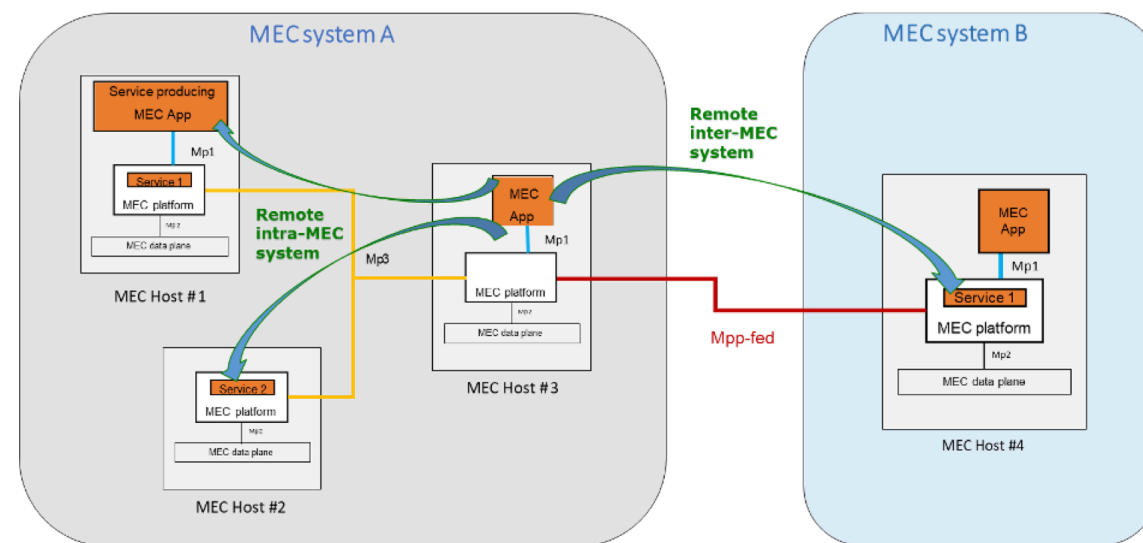 MEC system A
MEC system B
Service producing
MEC App
Mp1
Service 1
MEC platform
Mp2
MEC data plane
MEC Host #1
Remote
intra-MEC
system
Mp3
Service 2
MEC platform
Mp2
MEC data plane
MEC Host #2
MEC
App
Mp1
MEC platform
Mp2
MEC data plane
MEC Host #3
Remote
inter-MEC
system
Mpp-fed
MEC
App
Mp1
Service 1
MEC platform
Mp2
MEC data plane
MEC Host #4